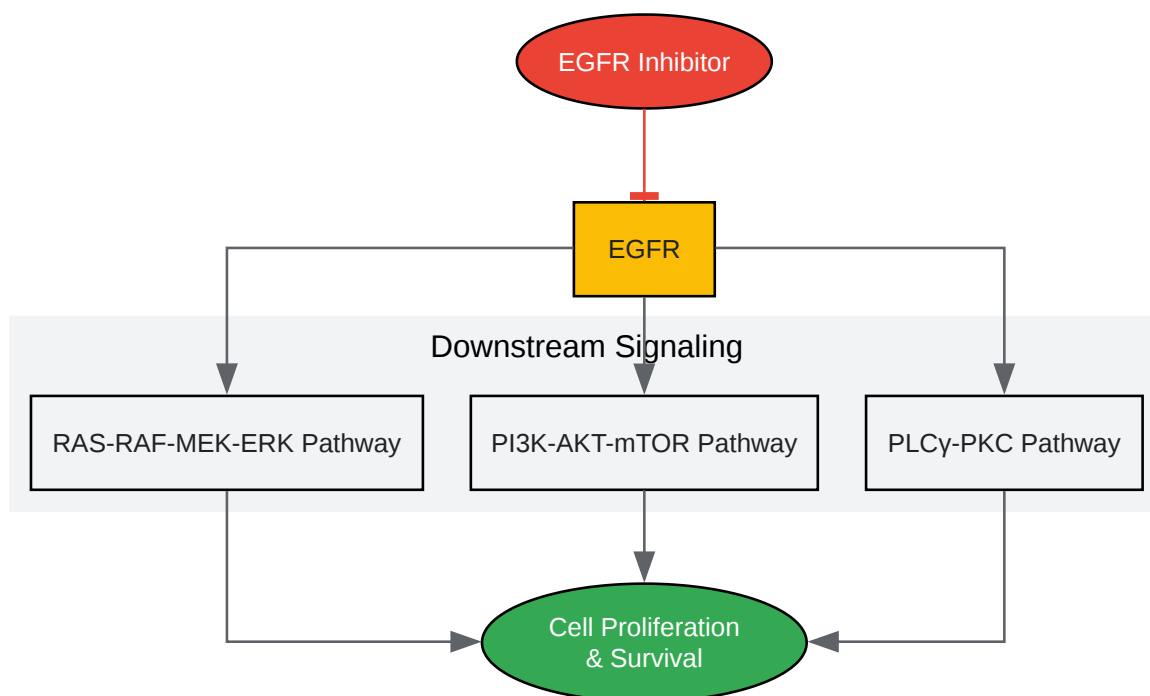 EGFR Inhibitor
EGFR
Downstream Signaling
RAS-RAF-MEK-ERK Pathway
PI3K-AKT-mTOR Pathway
PLCγ-PKC Pathway
Cell Proliferation
& Survival